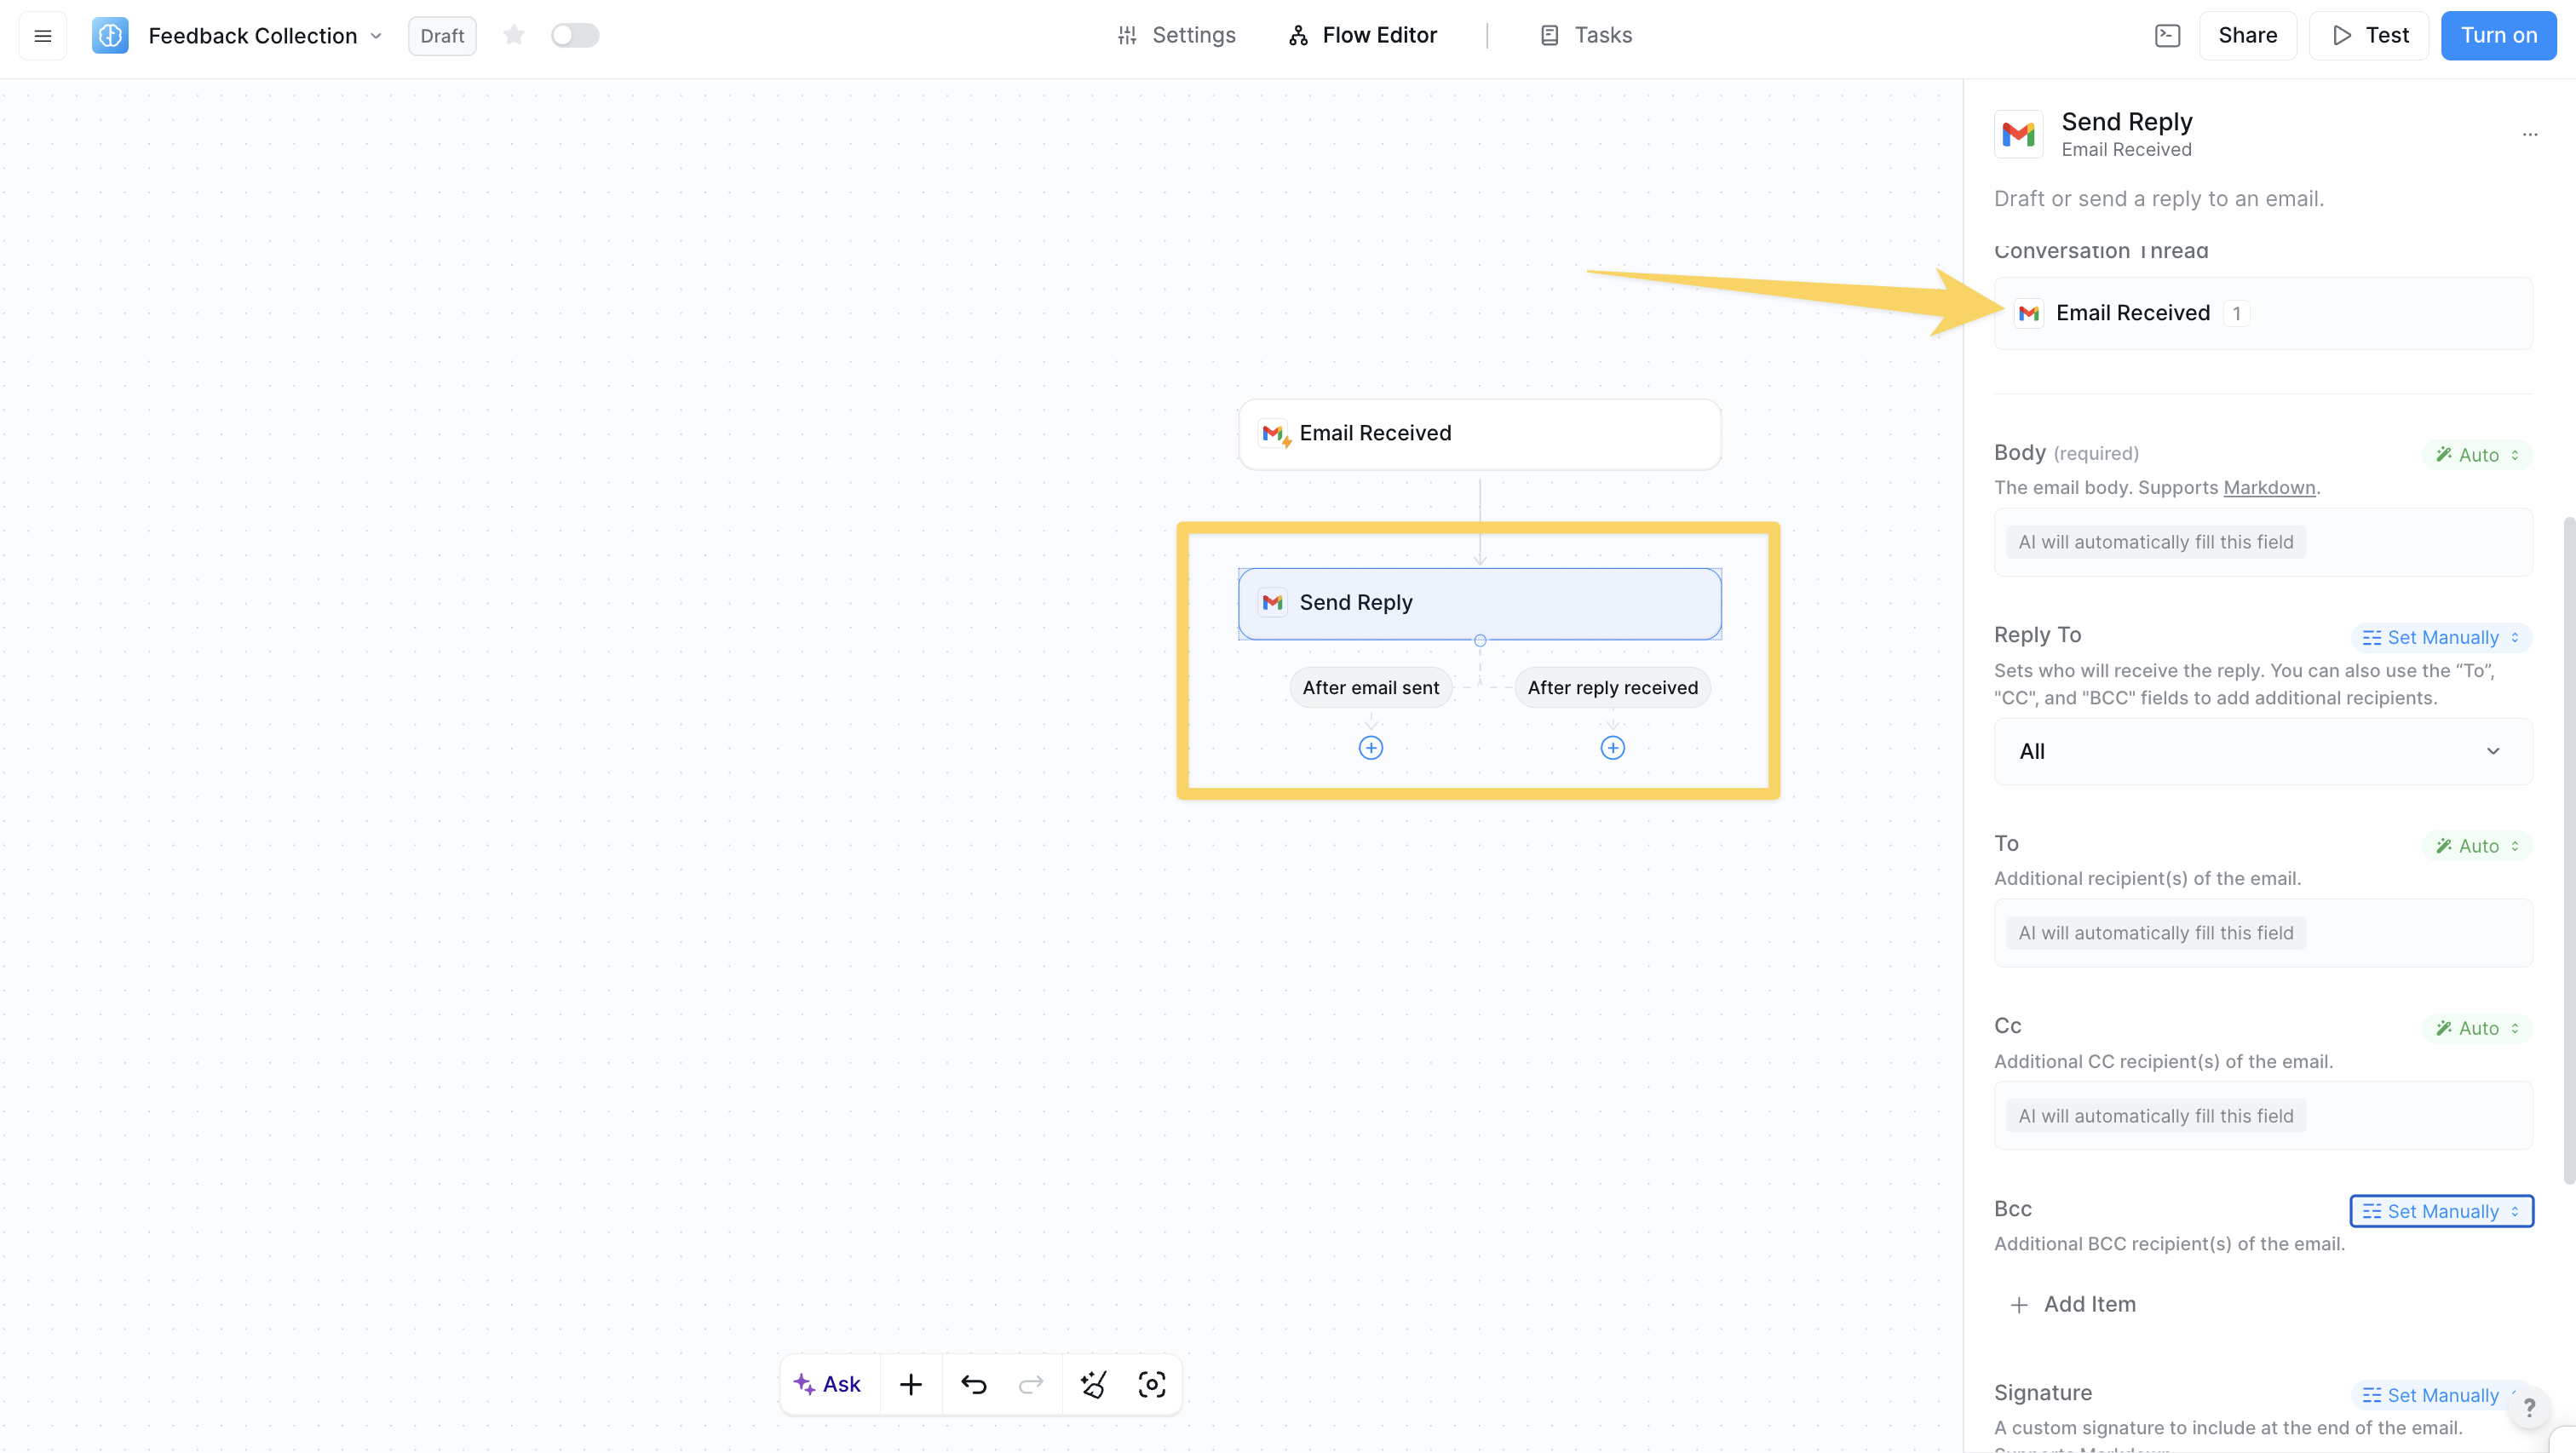 Feedback Collection
Draft
Settings
Flow Editor
Tasks
Share
Test
Turn on
Send Reply
Email Received
Draft or send a reply to an email.
Conversation Thread
Email Received 1
Body (required)
Auto
The email body. Supports Markdown.
AI will automatically fill this field
Reply To
Set Manually
Sets who will receive the reply. You can also use the “To”,
"CC", and "BCC" fields to add additional recipients.
All
To
Auto
Additional recipient(s) of the email.
AI will automatically fill this field
Cc
Auto
Additional CC recipient(s) of the email.
AI will automatically fill this field
Bcc
Set Manually
Additional BCC recipient(s) of the email.
Add Item
Signature
Set Manually
A custom signature to include at the end of the email.
Supports Markdown
?
Email Received
Send Reply
After email sent
After reply received
Ask